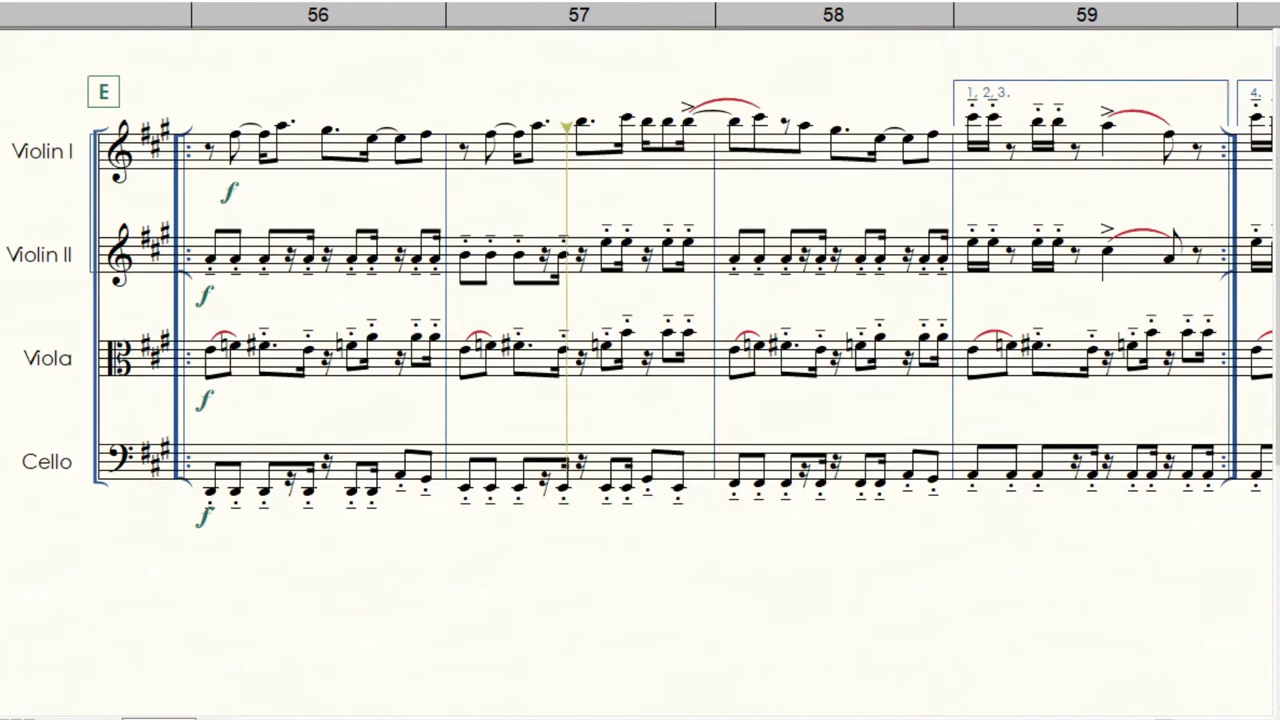 56 57 58 59
E
1, 2, 3. 4.
Violin I
f
Violin II
f
Viola
f
Cello
f